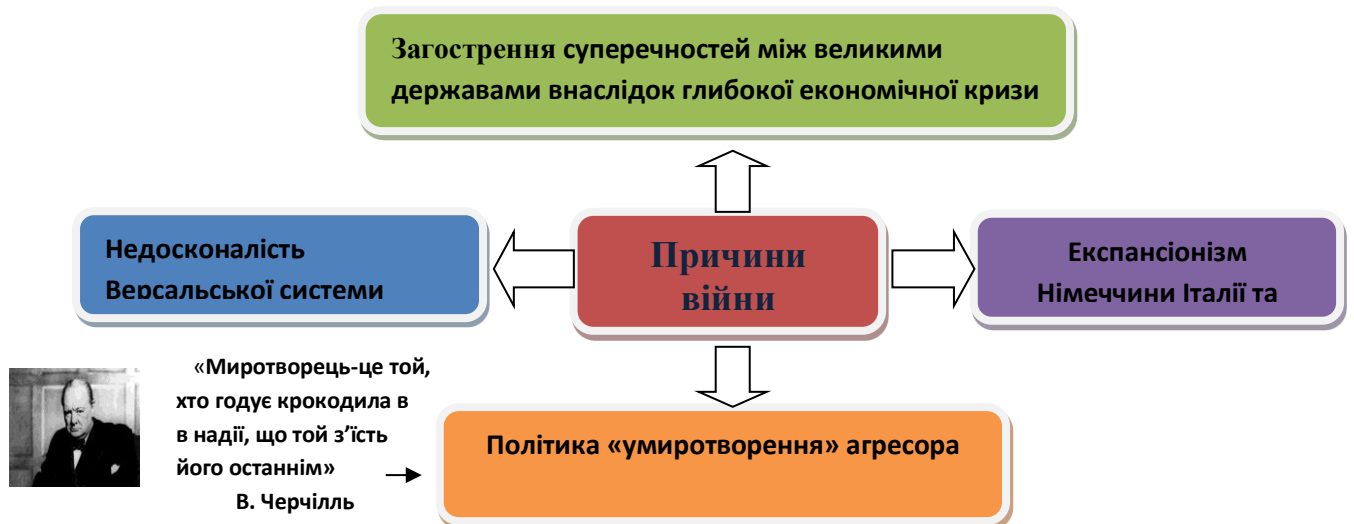 Загострення суперечностей між великими
державами внаслідок глибокої економічної кризи
Недосконалість
Версальської системи
Причини
війни
Експансіонізм
Німеччини Італії та
«Миротворець-це той,
хто годує крокодила в
в надії, що той з’їсть
його останнім»
В. Черчілль
Політика «умиротворення» агресора